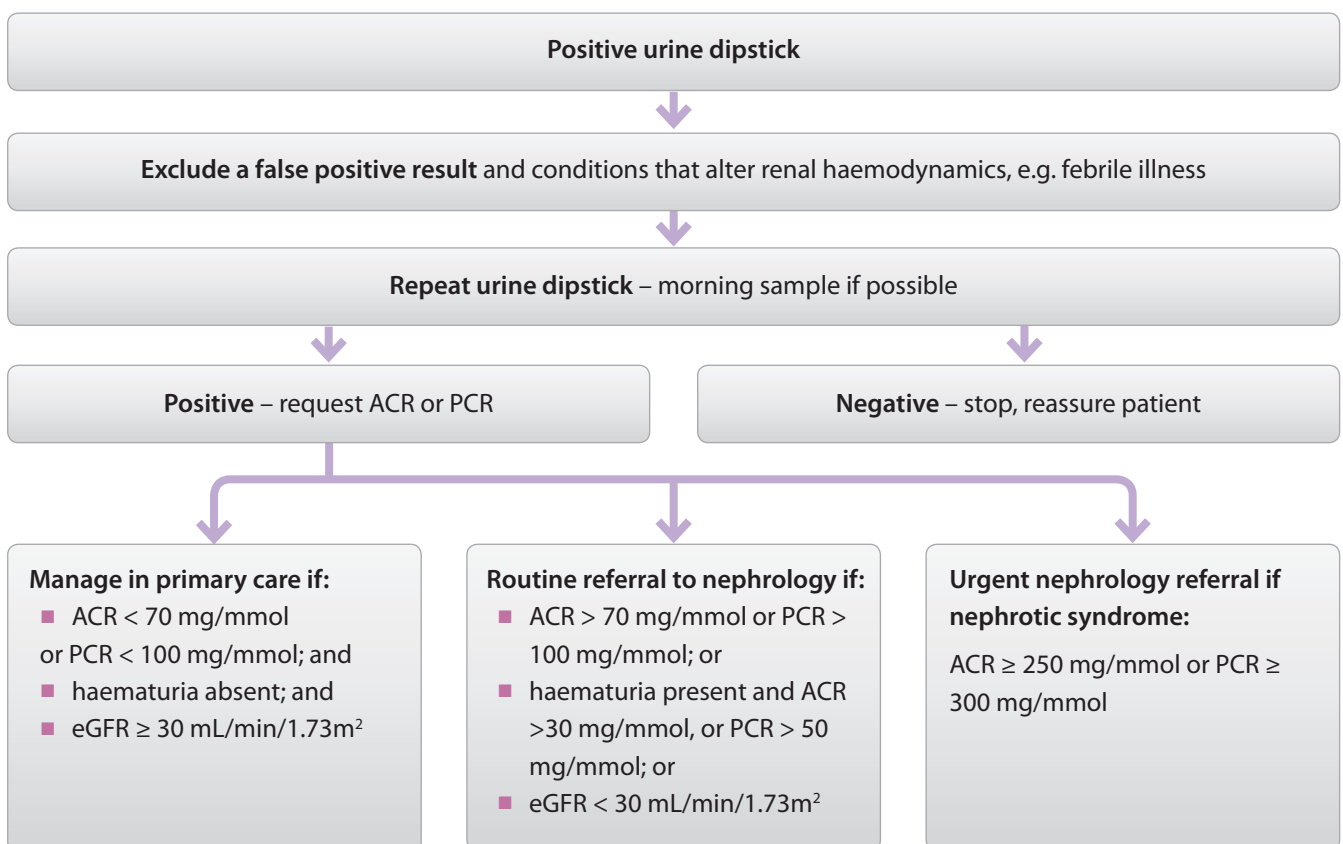 Positive urine dipstick
Exclude a false positive result and conditions that alter renal haemodynamics, e.g. febrile illness
Repeat urine dipstick – morning sample if possible
Positive – request ACR or PCR
Negative – stop, reassure patient
Manage in primary care if:
■ ACR < 70 mg/mmol
or PCR < 100 mg/mmol; and
■ haematuria absent; and
■ eGFR ≥ 30 mL/min/1.73m²
Routine referral to nephrology if:
■ ACR > 70 mg/mmol or PCR >
100 mg/mmol; or
■ haematuria present and ACR
>30 mg/mmol, or PCR > 50
mg/mmol; or
■ eGFR < 30 mL/min/1.73m²
Urgent nephrology referral if
nephrotic syndrome:
ACR ≥ 250 mg/mmol or PCR ≥
300 mg/mmol